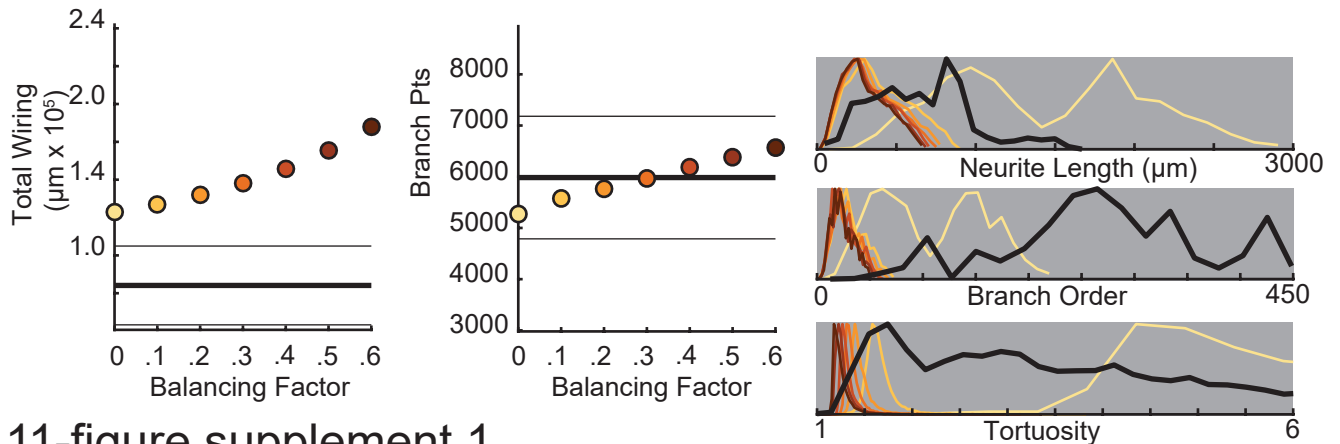 Total Wiring
(µm x 10⁵)
2.4
2.0
1.4
1.0
0 .1 .2 .3 .4 .5 .6
Balancing Factor
Branch Pts
8000
7000
6000
5000
4000
3000
0 .1 .2 .3 .4 .5 .6
Balancing Factor
0 Neurite Length (µm) 3000
0 Branch Order 450
1 Tortuosity 6
11-figure supplement 1